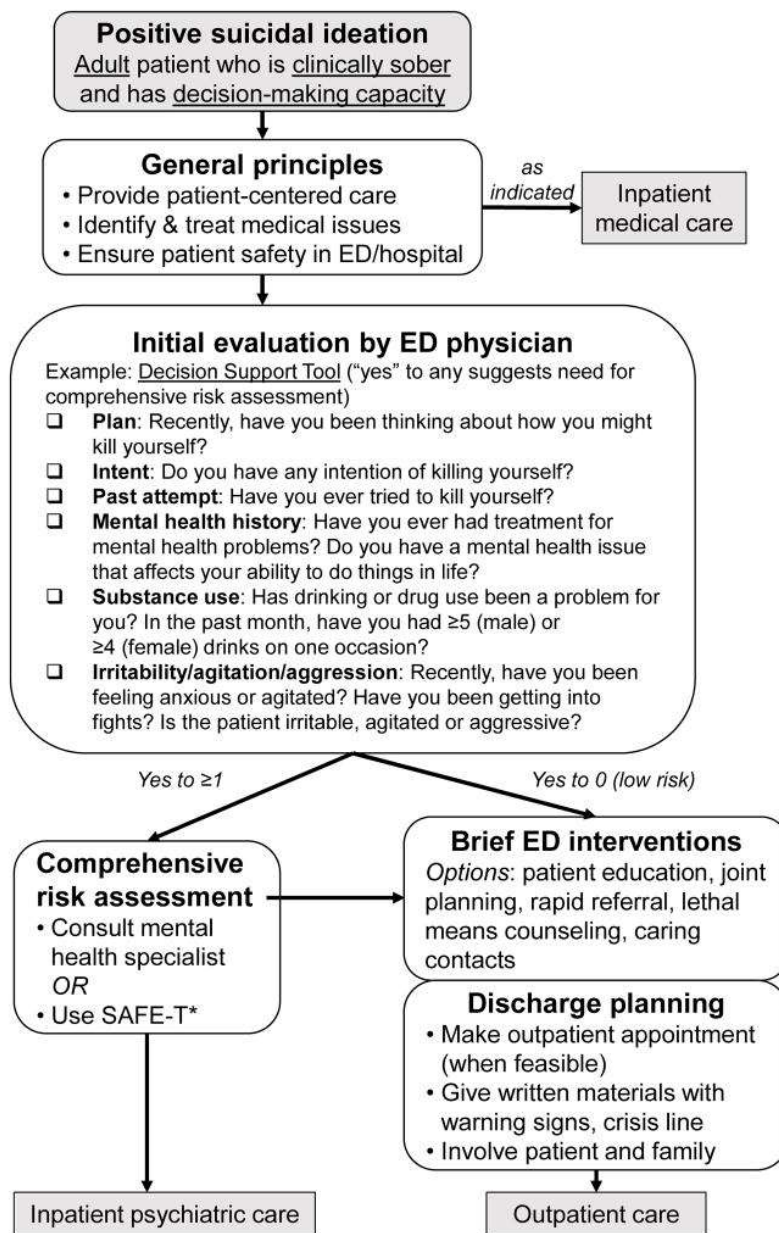 Positive suicidal ideation
Adult patient who is clinically sober
and has decision-making capacity
General principles
• Provide patient-centered care
• Identify & treat medical issues
• Ensure patient safety in ED/hospital
as
indicated
Inpatient
medical care
Initial evaluation by ED physician
Example: Decision Support Tool (“yes” to any suggests need for
comprehensive risk assessment)
❑ Plan: Recently, have you been thinking about how you might
kill yourself?
❑ Intent: Do you have any intention of killing yourself?
❑ Past attempt: Have you ever tried to kill yourself?
❑ Mental health history: Have you ever had treatment for
mental health problems? Do you have a mental health issue
that affects your ability to do things in life?
❑ Substance use: Has drinking or drug use been a problem for
you? In the past month, have you had ≥5 (male) or
≥4 (female) drinks on one occasion?
❑ Irritability/agitation/aggression: Recently, have you been
feeling anxious or agitated? Have you been getting into
fights? Is the patient irritable, agitated or aggressive?
Yes to ≥1
Yes to 0 (low risk)
Comprehensive
risk assessment
• Consult mental
health specialist
OR
• Use SAFE-T*
Brief ED interventions
Options: patient education, joint
planning, rapid referral, lethal
means counseling, caring
contacts
Discharge planning
• Make outpatient appointment
(when feasible)
• Give written materials with
warning signs, crisis line
• Involve patient and family
Inpatient psychiatric care
Outpatient care